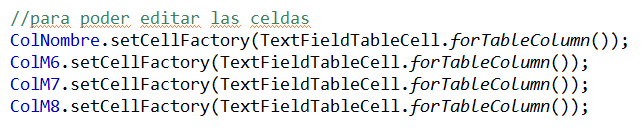 //para poder editar las celdas
ColNombre.setCellFactory(TextFieldTableCell.forTableColumn());
ColM6.setCellFactory(TextFieldTableCell.forTableColumn());
ColM7.setCellFactory(TextFieldTableCell.forTableColumn());
ColM8.setCellFactory(TextFieldTableCell.forTableColumn());